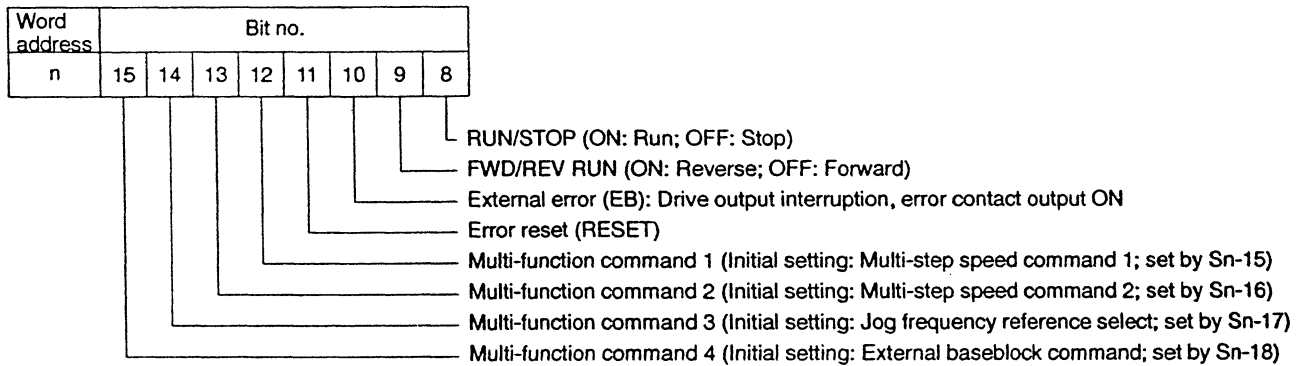 Word address Bit no.
n 15 14 13 12 11 10 9 8
RUN/STOP (ON: Run; OFF: Stop)
FWD/REV RUN (ON: Reverse; OFF: Forward)
External error (EB): Drive output interruption, error contact output ON
Error reset (RESET)
Multi-function command 1 (Initial setting: Multi-step speed command 1; set by Sn-15)
Multi-function command 2 (Initial setting: Multi-step speed command 2; set by Sn-16)
Multi-function command 3 (Initial setting: Jog frequency reference select; set by Sn-17)
Multi-function command 4 (Initial setting: External baseblock command; set by Sn-18)